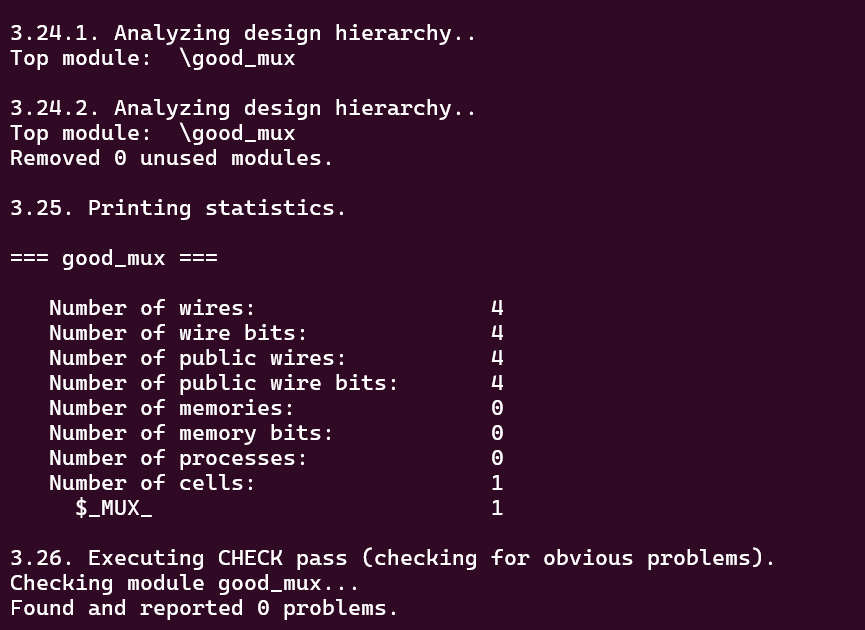 3.24.1. Analyzing design hierarchy..
Top module:  \good_mux
3.24.2. Analyzing design hierarchy..
Top module:  \good_mux
Removed 0 unused modules.
3.25. Printing statistics.
=== good_mux ===
   Number of wires:                  4
   Number of wire bits:              4
   Number of public wires:           4
   Number of public wire bits:       4
   Number of memories:               0
   Number of memory bits:            0
   Number of processes:              0
   Number of cells:                  1
     $_MUX_                          1
3.26. Executing CHECK pass (checking for obvious problems).
Checking module good_mux...
Found and reported 0 problems.